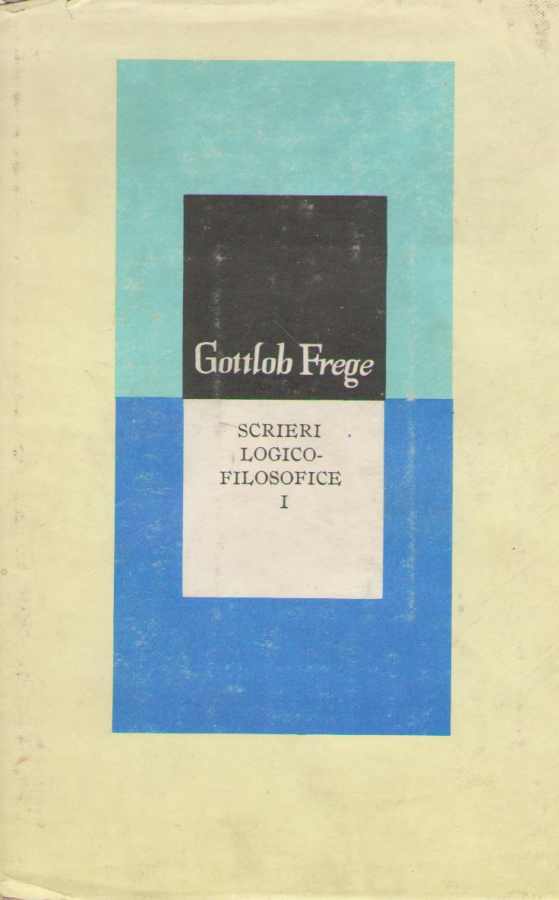 Gottlob Frege
SCRIERI
LOGICO-
FILOSOFICE
I